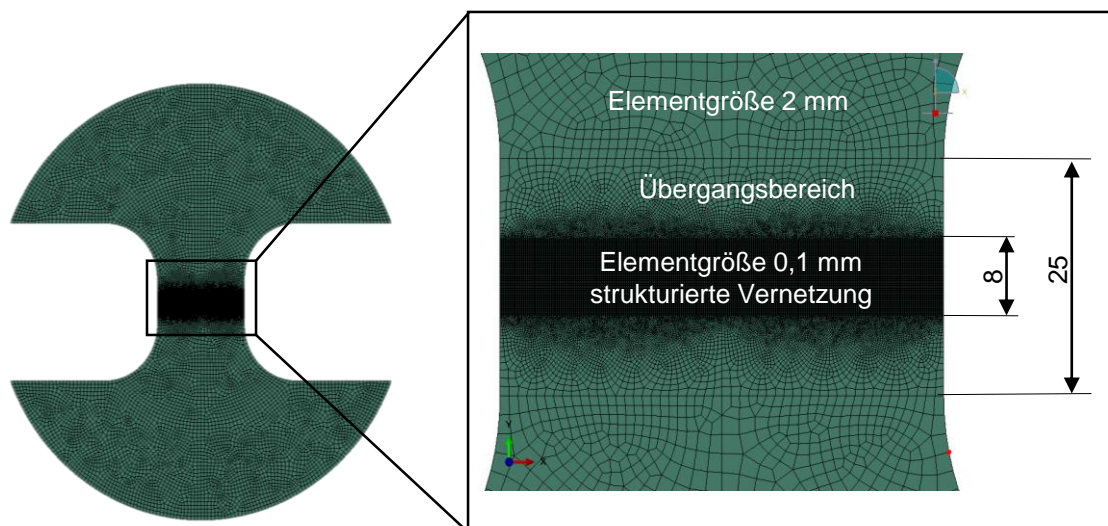 Elementgröße 2 mm
Übergangsbereich
Elementgröße 0,1 mm
strukturierte Vernetzung
8
25
Y
X
X